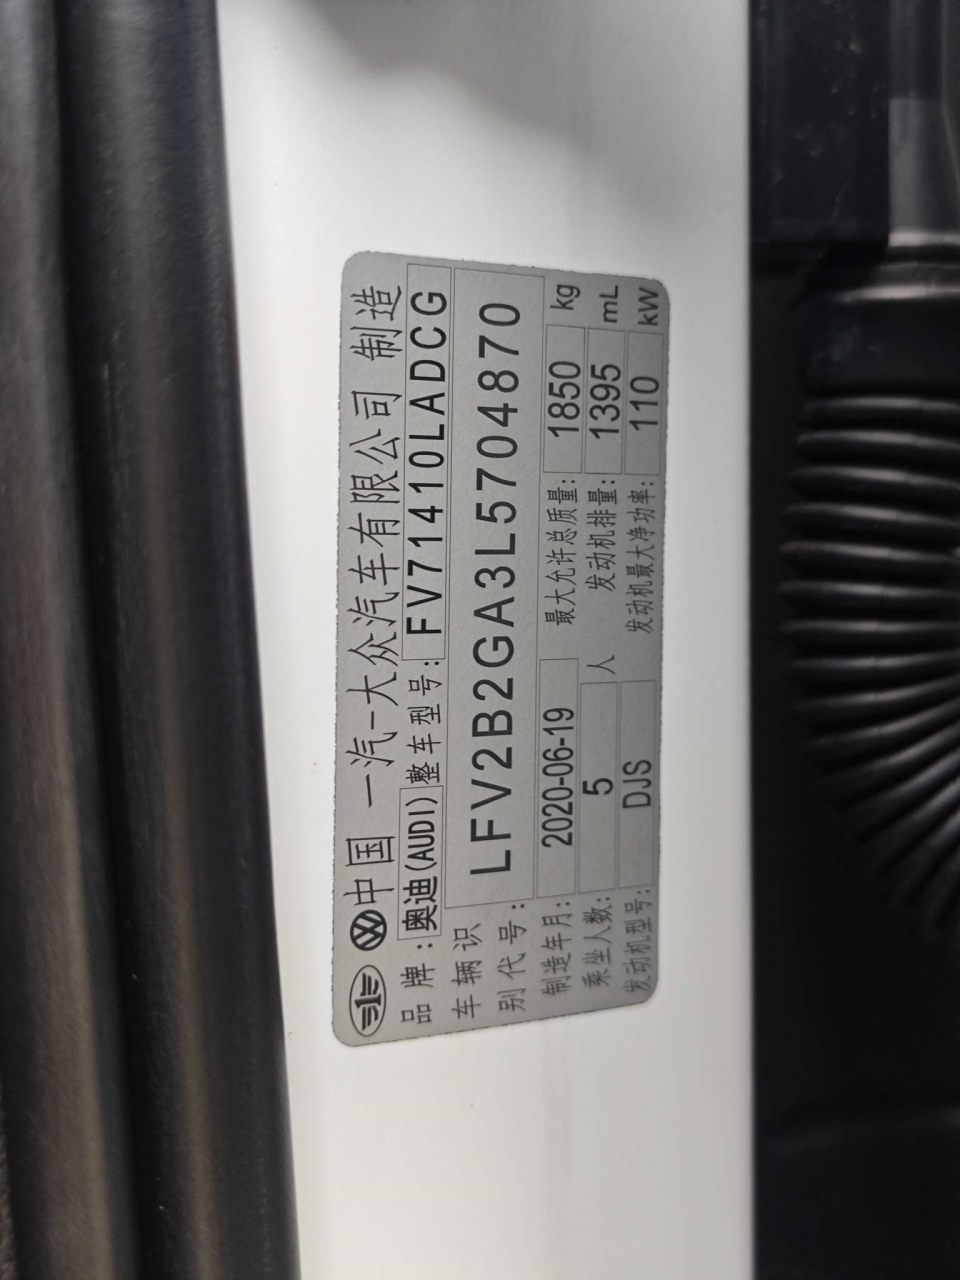 中国 一汽-大众汽车有限公司 制造
品牌:奥迪(AUDI) 整车型号:FV71410LADCG
车辆识别代号: LFV2B2GA3L5704870
制造年月: 2020-06-19 最大允许总质量: 1850 kg
乘坐人数: 5 人 发动机排量: 1395 mL
发动机型号: DJS 发动机最大净功率: 110 kW